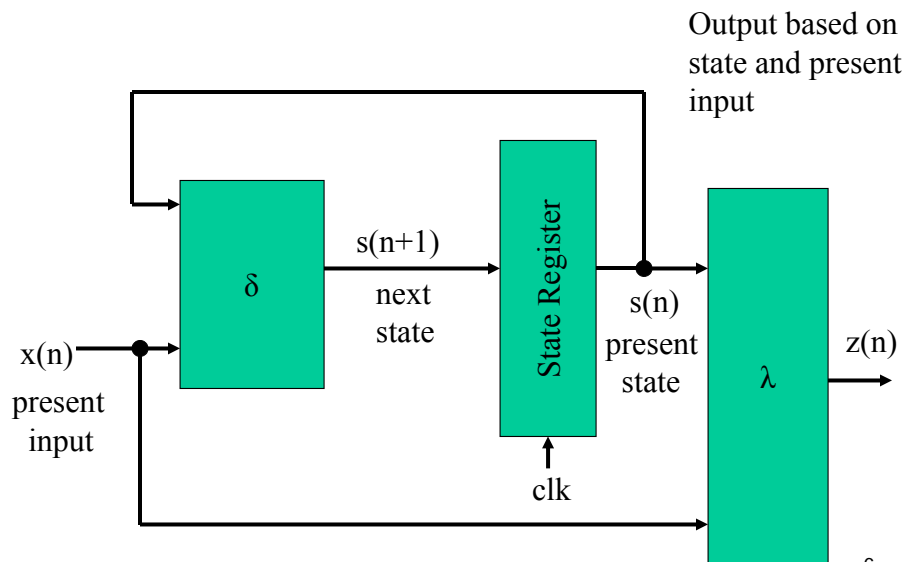 Output based on
state and present
input
δ
s(n+1)
next
state
State Register
s(n)
present
state
λ
z(n)
x(n)
present
input
clk